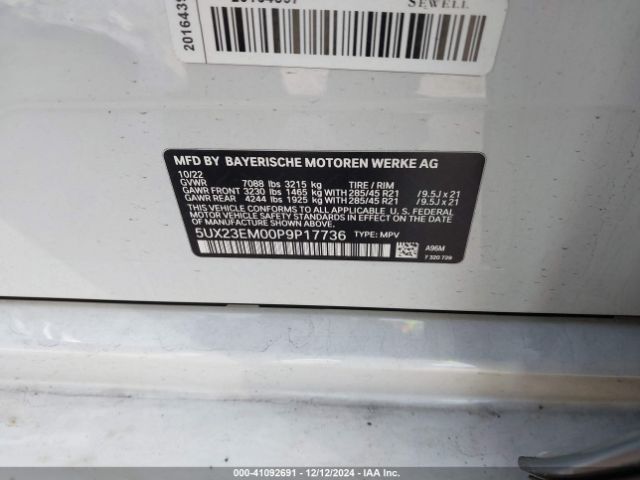 SEWELL
MFD BY BAYERISCHE MOTOREN WERKE AG
10/22
GVWR 7088 lbs 3215 kg TIRE / RIM
GAWR FRONT 3230 lbs 1465 kg WITH 285/45 R21 /9.5J x 21
GAWR REAR 4244 lbs 1925 kg WITH 285/45 R21 /9.5J x 21
THIS VEHICLE CONFORMS TO ALL APPLICABLE U. S. FEDERAL
MOTOR VEHICLE SAFETY STANDARDS IN EFFECT ON THE
DATE OF MANUFACTURE SHOWN ABOVE.
5UX23EM00P9P17736 TYPE: MPV
A96M
7 320 729
000-41092691 - 12/12/2024 - IAA Inc.